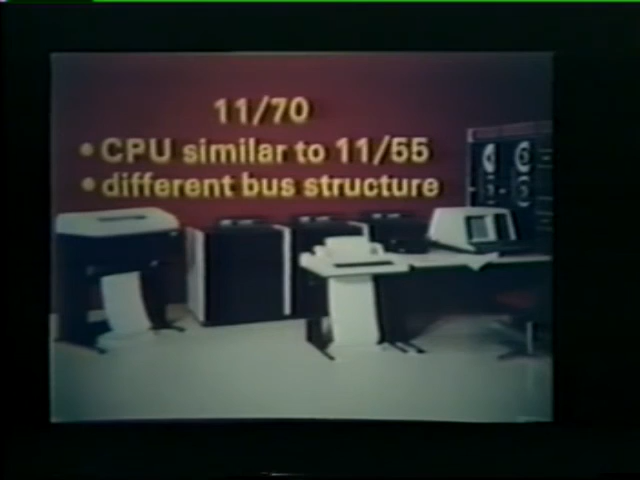 11/70
• CPU similar to 11/55
• different bus structure